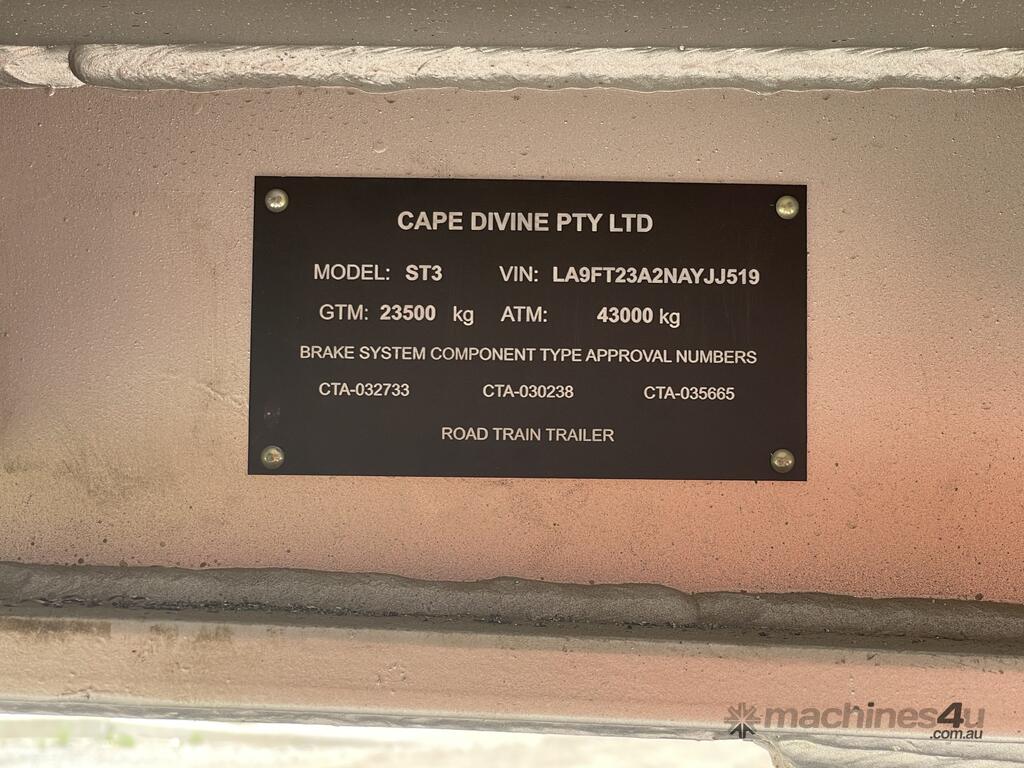 CAPE DIVINE PTY LTD
MODEL: ST3 VIN: LA9FT23A2NAYJJ519
GTM: 23500 kg ATM: 43000 kg
BRAKE SYSTEM COMPONENT TYPE APPROVAL NUMBERS
CTA-032733 CTA-030238 CTA-035665
ROAD TRAIN TRAILER
machines4u
.com.au